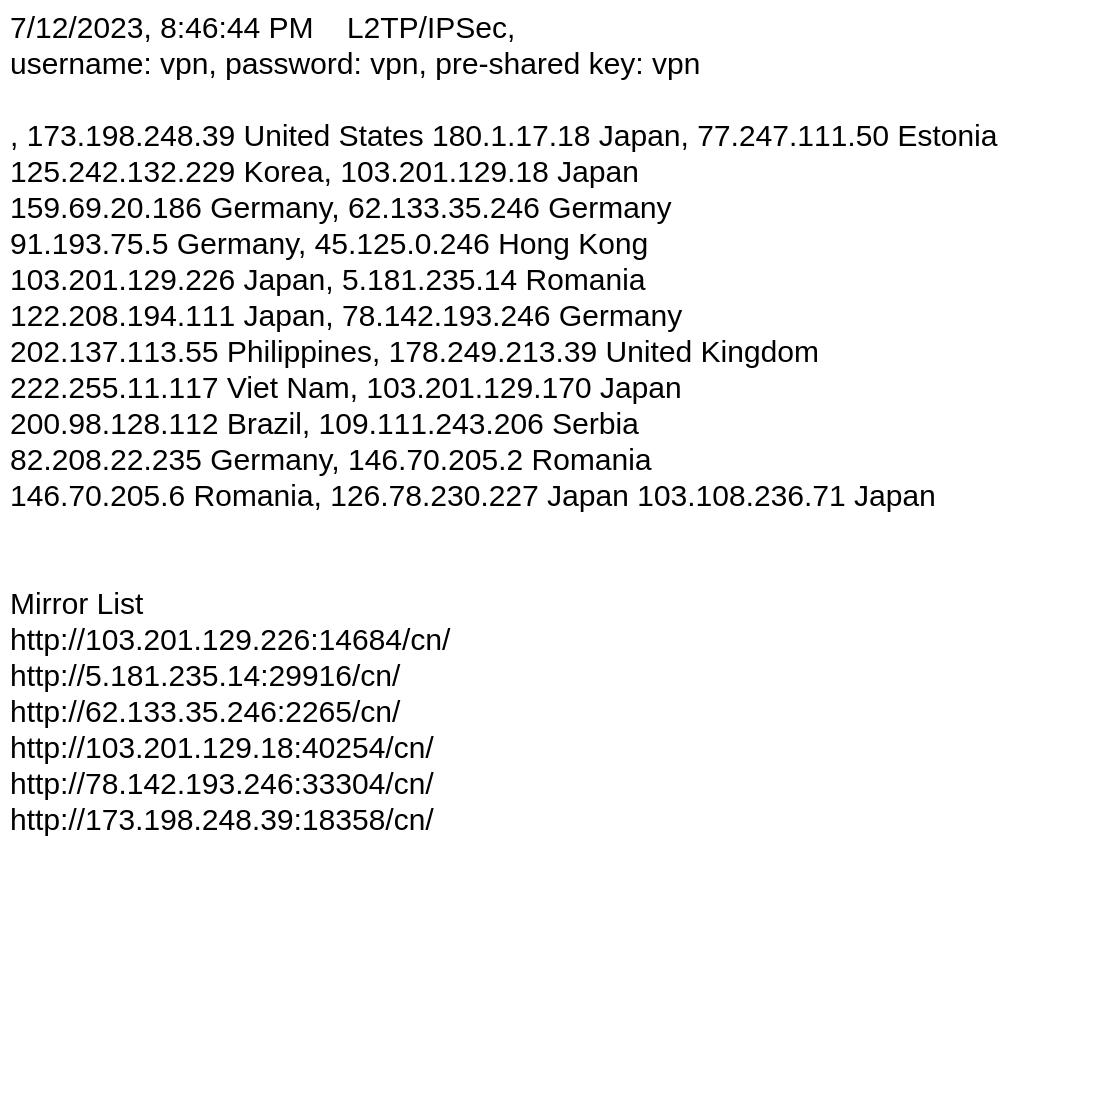 7/12/2023, 8:46:44 PM    L2TP/IPSec,
username: vpn, password: vpn, pre-shared key: vpn
, 173.198.248.39 United States 180.1.17.18 Japan, 77.247.111.50 Estonia
125.242.132.229 Korea, 103.201.129.18 Japan
159.69.20.186 Germany, 62.133.35.246 Germany
91.193.75.5 Germany, 45.125.0.246 Hong Kong
103.201.129.226 Japan, 5.181.235.14 Romania
122.208.194.111 Japan, 78.142.193.246 Germany
202.137.113.55 Philippines, 178.249.213.39 United Kingdom
222.255.11.117 Viet Nam, 103.201.129.170 Japan
200.98.128.112 Brazil, 109.111.243.206 Serbia
82.208.22.235 Germany, 146.70.205.2 Romania
146.70.205.6 Romania, 126.78.230.227 Japan 103.108.236.71 Japan
Mirror List
http://103.201.129.226:14684/cn/
http://5.181.235.14:29916/cn/
http://62.133.35.246:2265/cn/
http://103.201.129.18:40254/cn/
http://78.142.193.246:33304/cn/
http://173.198.248.39:18358/cn/